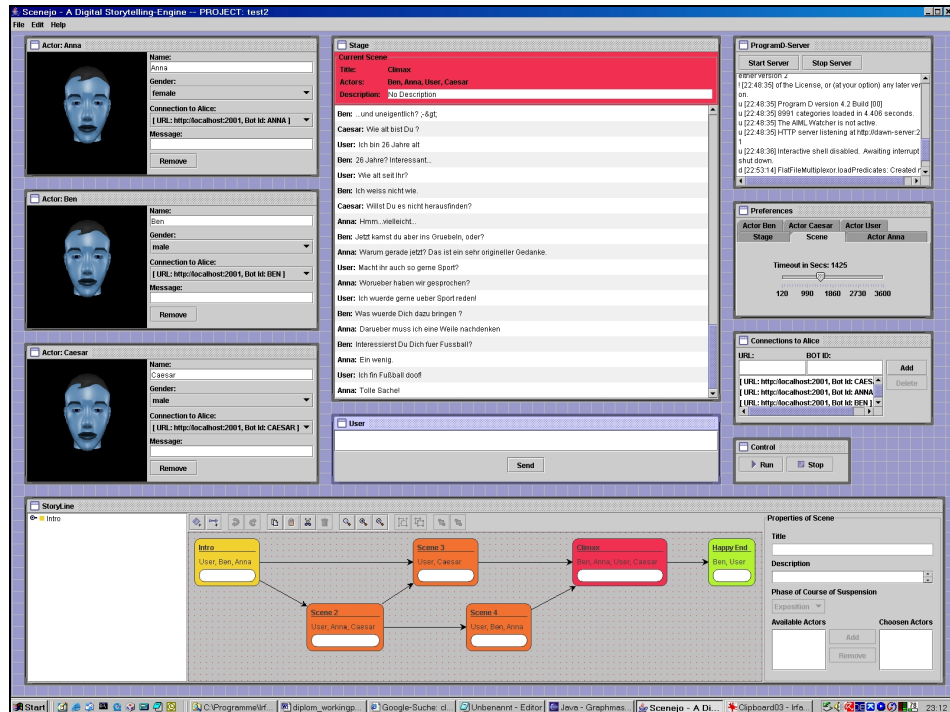 Scenejo - A Digital Storytelling-Engine -- PROJECT: test2
File Edit Help
Actor: Anna
Name:
Anna
Gender:
female
Connection to Alice:
[ URL: http://localhost:2001, Bot Id: ANNA ]
Message:
Remove
Actor: Ben
Name:
Ben
Gender:
male
Connection to Alice:
[ URL: http://localhost:2001, Bot Id: BEN ]
Message:
Remove
Actor: Caesar
Name:
Caesar
Gender:
male
Connection to Alice:
[ URL: http://localhost:2001, Bot Id: CAESAR ]
Message:
Remove
Stage
Current Scene
Title: Climax
Actors: Ben, Anna, User, Caesar
Description: No Description
Ben: ...und uneigentlich? ;-&gt;
Caesar: Wie alt bist Du ?
User: Ich bin 26 Jahre alt
Ben: 26 Jahre? Interessant...
User: Wie alt seit Ihr?
Ben: Ich weiss nicht wie.
Caesar: Willst Du es nicht herausfinden?
Anna: Hmm...vielleicht...
Ben: Jetzt kamst du aber ins Gruebeln, oder?
Anna: Warum gerade jetzt? Das ist ein sehr origineller Gedanke.
User: Macht ihr auch so gerne Sport?
Anna: Worueber haben wir gesprochen?
User: Ich wuerde gerne ueber Sport reden!
Ben: Was wuerde Dich dazu bringen ?
Anna: Darueber muss ich eine Weile nachdenken
Ben: Interessierst Du Dich fuer Fussball?
Anna: Ein wenig.
User: Ich fin Fußball doof!
Anna: Tolle Sache!
User
Send
ProgramD-Server
Start Server Stop Server
either version 2
! [22:48:35] of the License, or (at your option) any later ver
on.
u [22:48:35] Program D version 4.2 Build [00]
u [22:48:35] 8991 categories loaded in 4.406 seconds.
u [22:48:35] The AIML Watcher is not active.
u [22:48:35] HTTP server listening at http://dawn-server:2
1
u [22:48:36] Interactive shell disabled. Awaiting interrupt
shut down.
d [22:53:14] FlatFileMultiplexor.loadPredicates: Created n
Preferences
Actor Ben Actor Caesar Actor User
Stage Scene Actor Anna
Timeout in Secs: 1425
120 990 1860 2730 3600
Connections to Alice
URL: BOT ID:
Add
Delete
[ URL: http://localhost:2001, Bot Id: CAES
[ URL: http://localhost:2001, Bot Id: ANNA
[ URL: http://localhost:2001, Bot Id: BEN ]
Control
Run Stop
StoryLine
Intro
Intro
User, Ben, Anna
Scene 3
User, Caesar
Climax
Ben, Anna, User, Caesar
Happy End
Ben, User
Scene 2
User, Anna, Caesar
Scene 4
User, Ben, Anna
Properties of Scene
Title
Description
Phase of Course of Suspension
Exposition
Available Actors Choosen Actors
Add
Remove
Start C:\Programme\Irf... diplom_workingp... Google-Suche: cl... Unbenannt - Editor Java - Graphmas... Scenejo - A Di... Clipboard03 - Irfa... DE 23:12